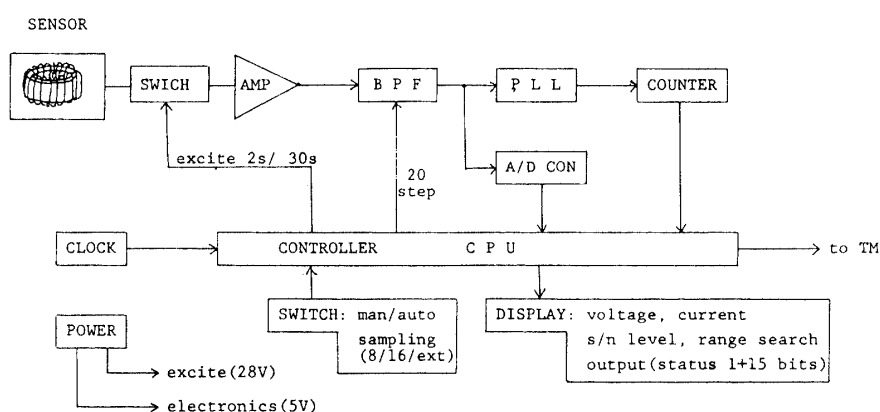 SENSOR
SWICH
AMP
B P F
P L L
COUNTER
excite 2s/ 30s
20
step
A/D CON
CLOCK
CONTROLLER C P U
to TM
POWER
SWITCH: man/auto
sampling
(8/16/ext)
DISPLAY: voltage, current
s/n level, range search
output(status 1+15 bits)
excite(28V)
electronics(5V)